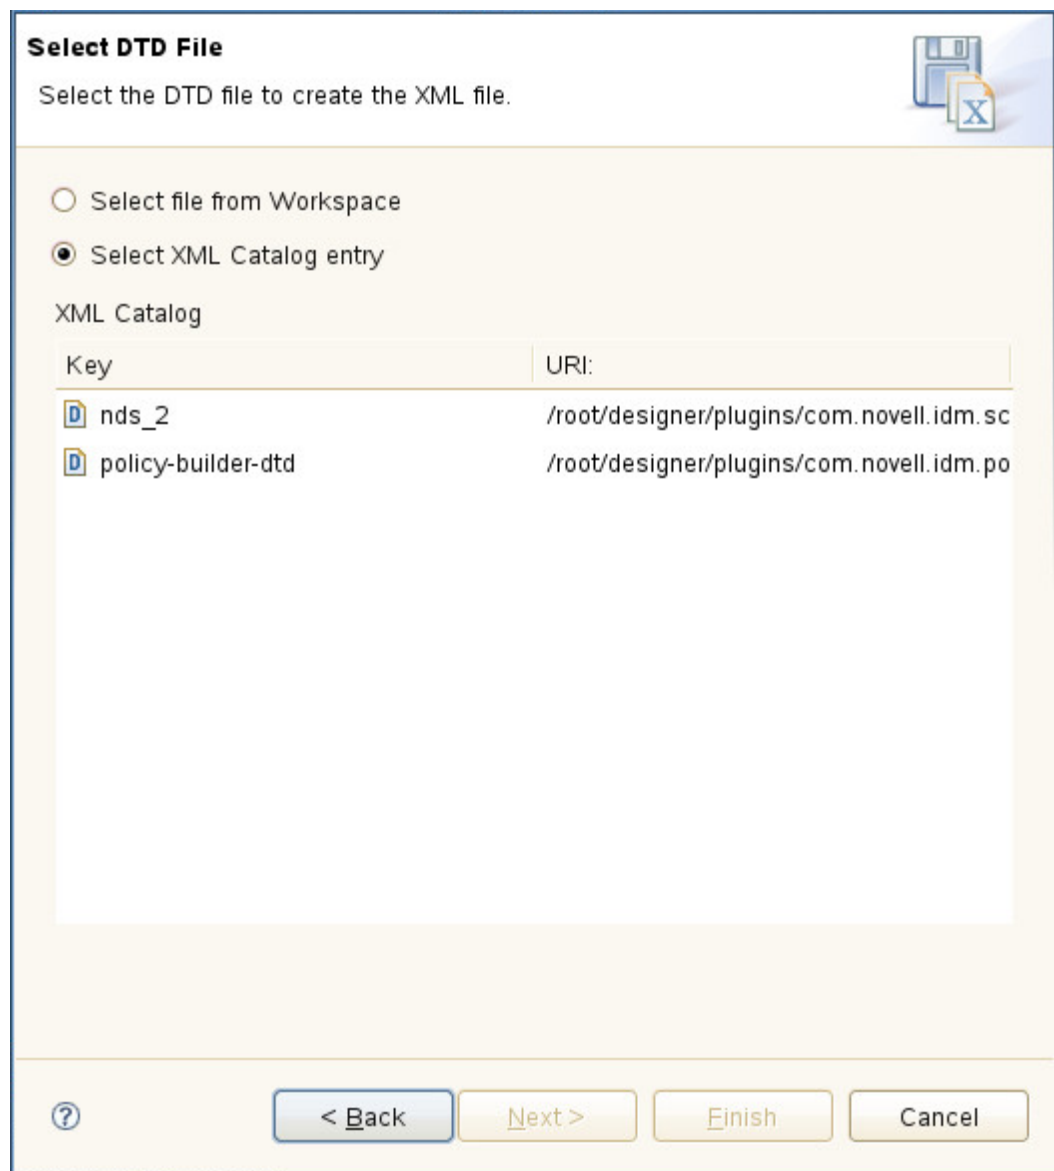 Select DTD File
Select the DTD file to create the XML file.
X
Select file from Workspace
Select XML Catalog entry
XML Catalog
Key URI:
D nds_2 /root/designer/plugins/com.novell.idm.sc
D policy-builder-dtd /root/designer/plugins/com.novell.idm.po
? < Back Next > Finish Cancel